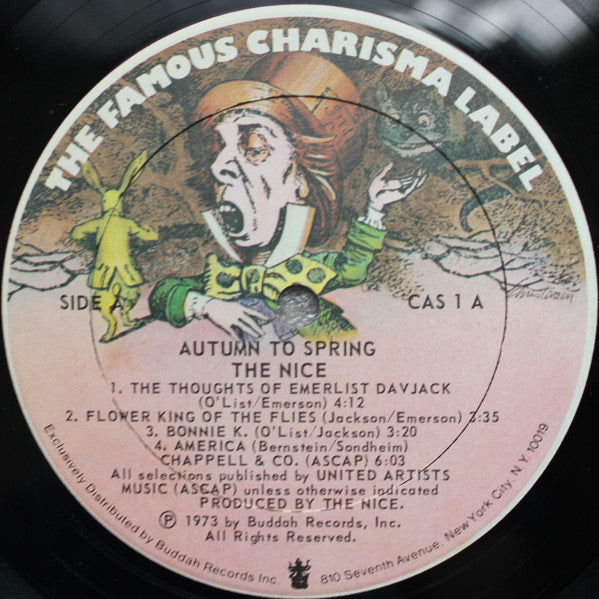 THE FAMOUS CHARISMA LABEL
SIDE A
CAS 1 A
AUTUMN TO SPRING
THE NICE
1. THE THOUGHTS OF EMERLIST DAVJACK
(O'List/Emerson) 4:12
2. FLOWER KING OF THE FLIES (Jackson/Emerson) 3:35
3. BONNIE K. (O'List/Jackson) 3:20
4. AMERICA (Bernstein/Sondheim)
CHAPPELL & CO. (ASCAP) 6:03
All selections published by UNITED ARTISTS
MUSIC (ASCAP) unless otherwise indicated
PRODUCED BY THE NICE.
Ⓟ 1973 by Buddah Records, Inc.
All Rights Reserved.
Exclusively Distributed by Buddah Records Inc.
810 Seventh Avenue, New York City, N.Y. 10019